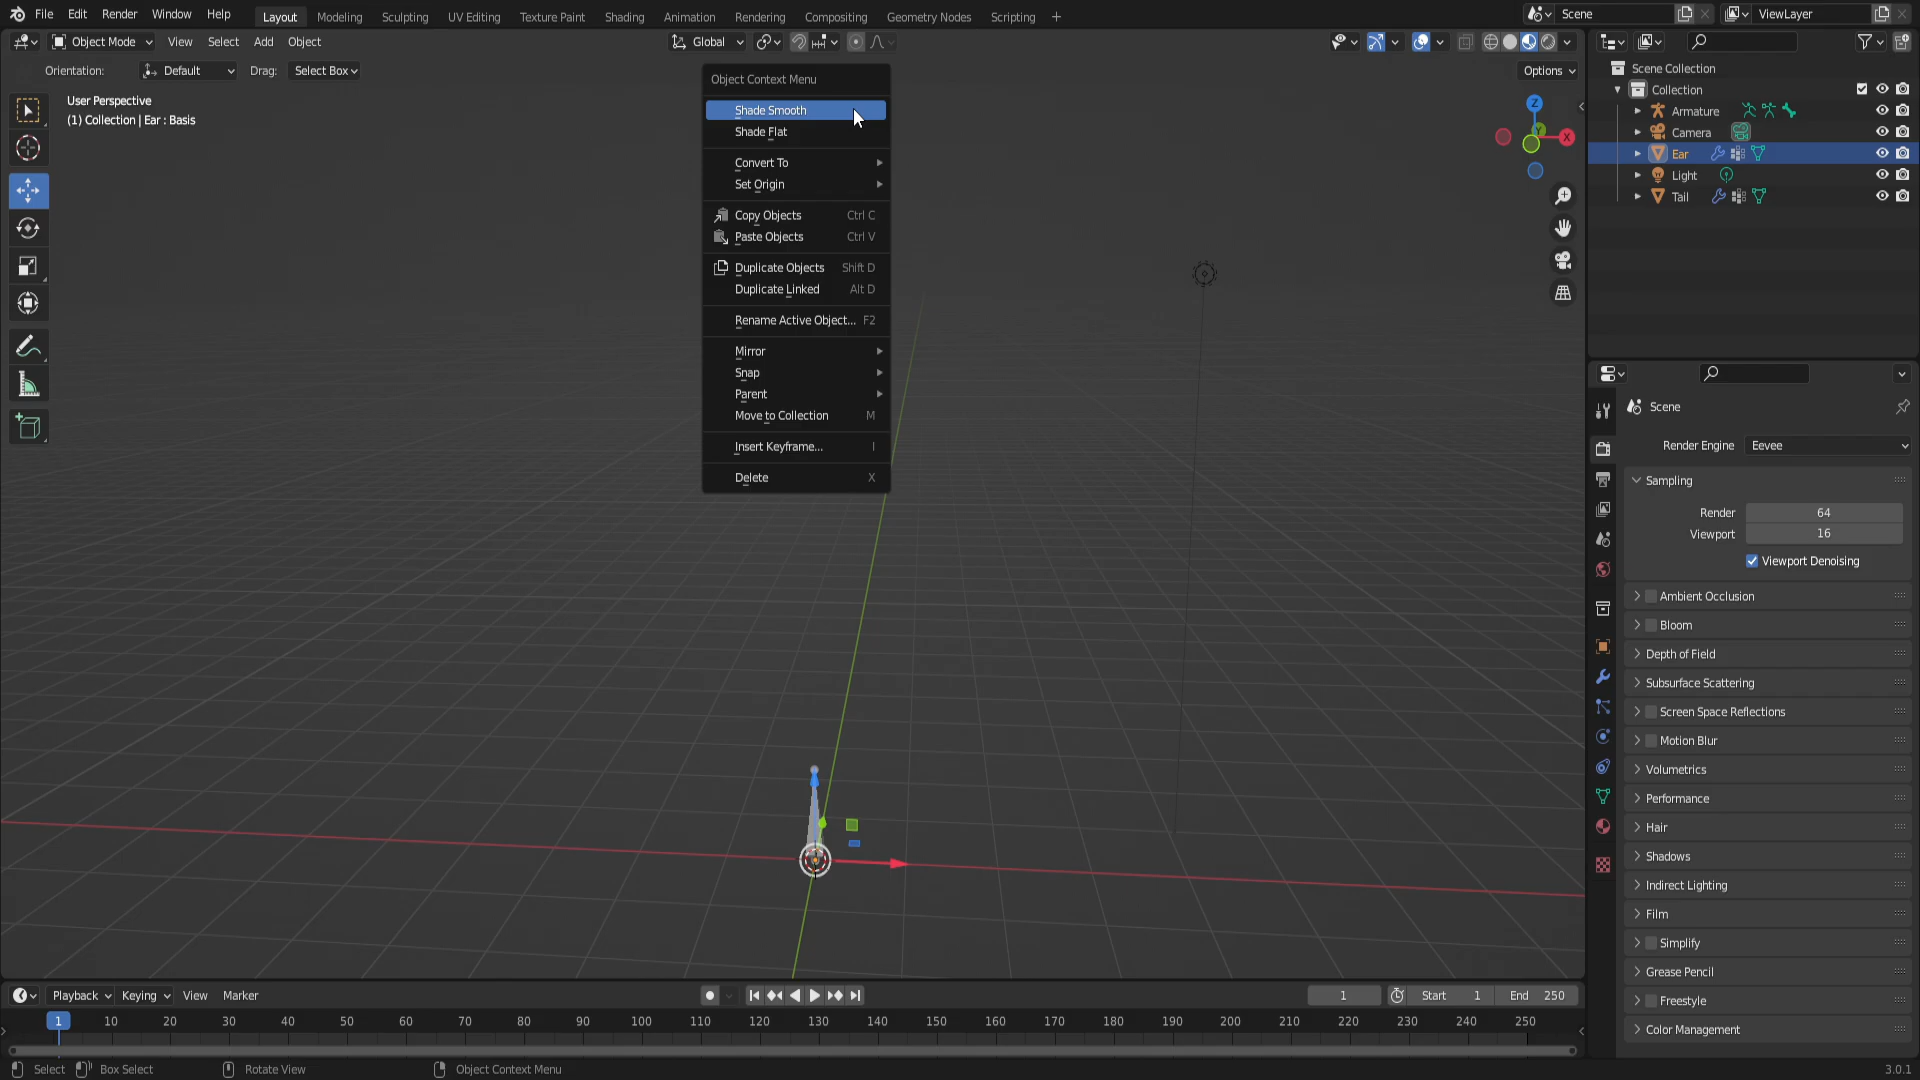 File Edit Render Window Help Layout Modeling Sculpting UV Editing Texture Paint Shading Animation Rendering Compositing Geometry Nodes Scripting + Scene ViewLayer
Object Mode View Select Add Object Global
Orientation: Default Drag: Select Box Options
User Perspective
(1) Collection | Ear : Basis
Object Context Menu
Shade Smooth
Shade Flat
Convert To
Set Origin
Copy Objects Ctrl C
Paste Objects Ctrl V
Duplicate Objects Shift D
Duplicate Linked Alt D
Rename Active Object... F2
Mirror
Snap
Parent
Move to Collection M
Insert Keyframe... I
Delete X
Z
Y
X
Scene Collection
Collection
Armature
Camera
Ear
Light
Tail
Scene
Render Engine Eevee
Sampling
Render 64
Viewport 16
Viewport Denoising
Ambient Occlusion
Bloom
Depth of Field
Subsurface Scattering
Screen Space Reflections
Motion Blur
Volumetrics
Performance
Hair
Shadows
Indirect Lighting
Film
Simplify
Grease Pencil
Freestyle
Color Management
Playback Keying View Marker 1 Start 1 End 250
1 10 20 30 40 50 60 70 80 90 100 110 120 130 140 150 160 170 180 190 200 210 220 230 240 250
Select Box Select Rotate View Object Context Menu 3.0.1